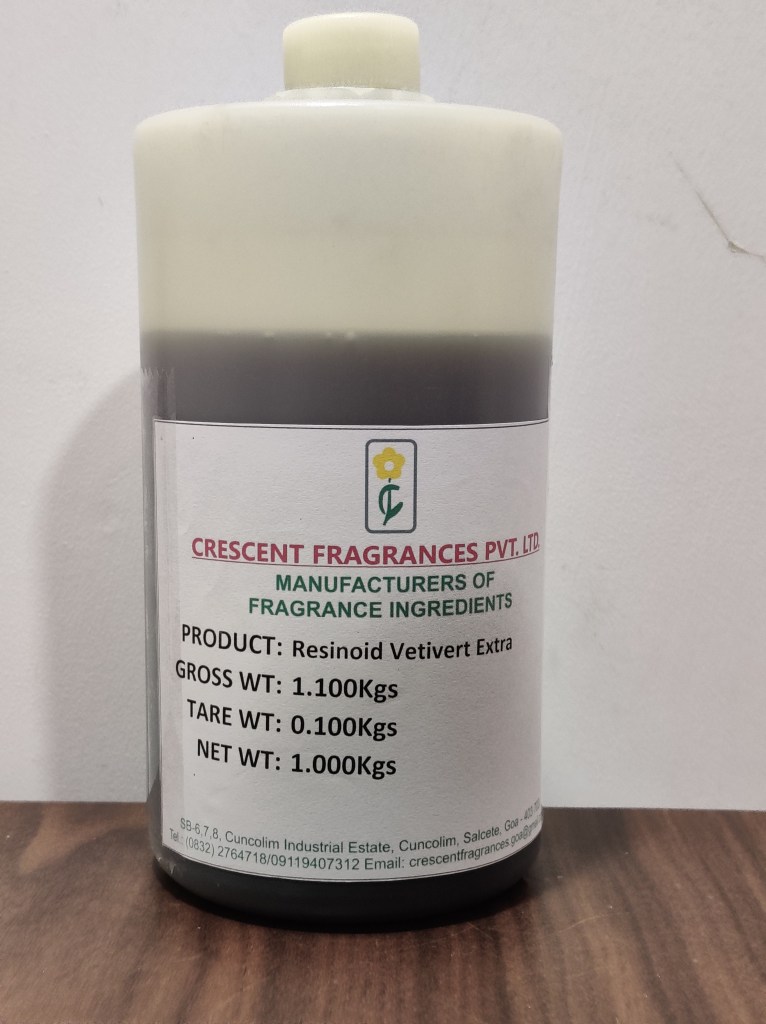 CRESCENT FRAGRANCES PVT. LTD.
MANUFACTURERS OF
FRAGRANCE INGREDIENTS
PRODUCT: Resinoid Vetivert Extra
GROSS WT: 1.100Kgs
TARE WT: 0.100Kgs
NET WT: 1.000Kgs
SB-6,7,8, Cuncolim Industrial Estate, Cuncolim, Salcete, Goa -
Tel : (0832) 2764718/09119407312 Email: